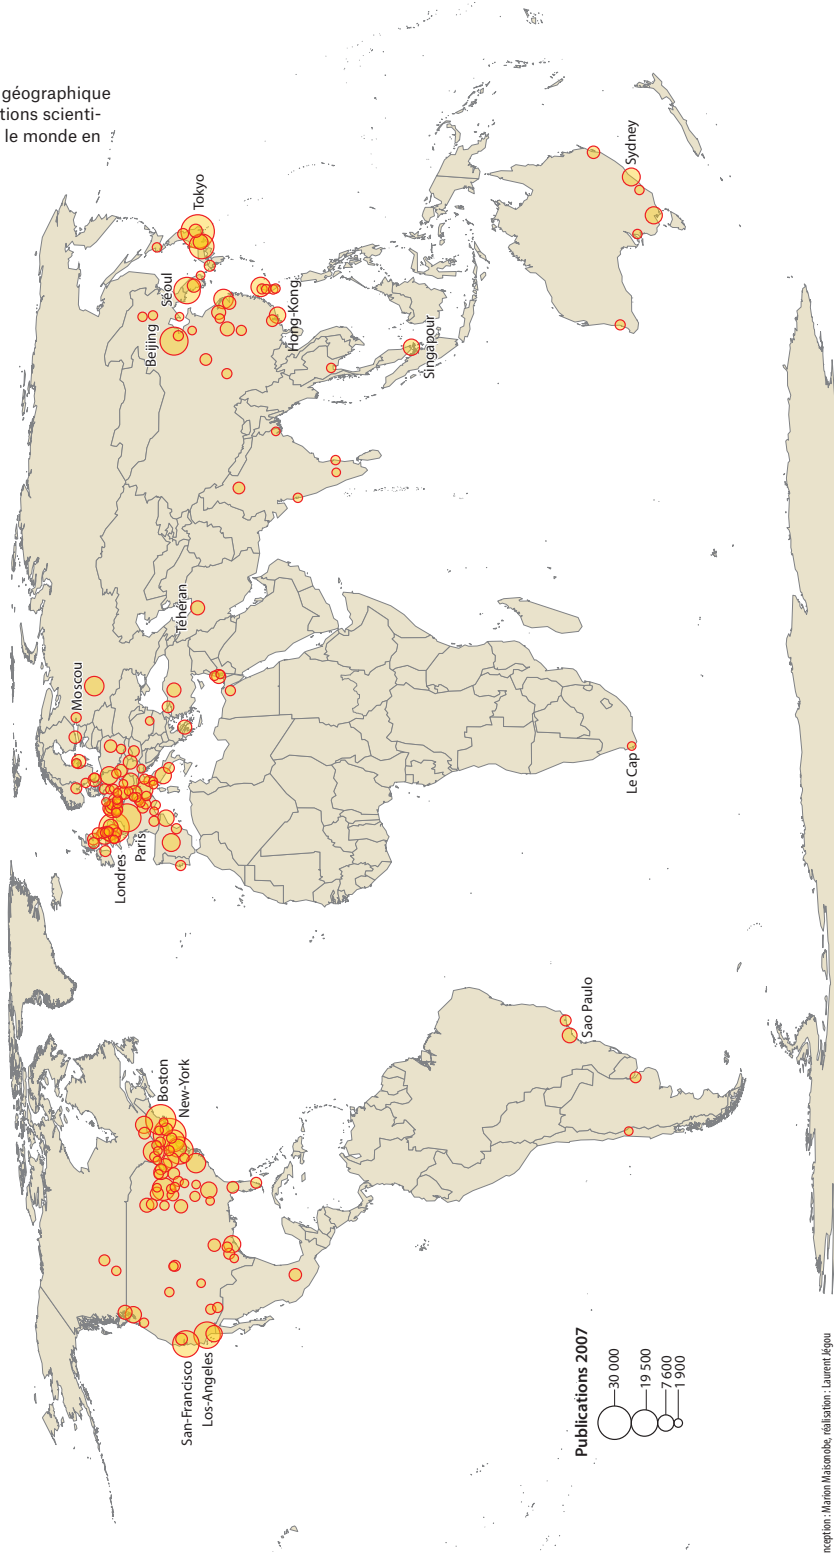 géographique
tions scienti-
le monde en
Tokyo
Séoul
Beijing
Hong-Kong
Singapour
Sydney
Téhéran
Moscou
Londres
Paris
Le Cap
Boston
New-York
Sao Paulo
San-Francisco
Los-Angeles
Publications 2007
30 000
19 500
7 600
1 900
nception : Marion Maisonobe, réalisation : Laurent Jégou